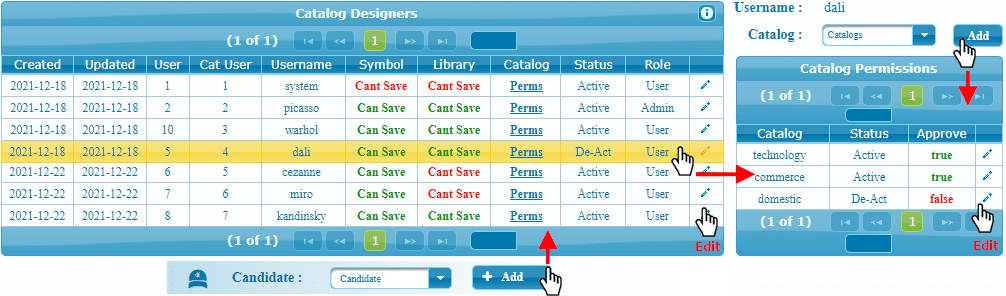 Catalog Designers
(1 of 1) 1
Created Updated User Cat User Username Symbol Library Catalog Status Role
2021-12-18 2021-12-18 1 1 system Cant Save Cant Save Perms Active User
2021-12-18 2021-12-18 2 2 picasso Can Save Cant Save Perms Active Admin
2021-12-18 2021-12-18 10 3 warhol Can Save Cant Save Perms Active User
2021-12-18 2021-12-18 5 4 dali Can Save Can Save Perms De-Act User
2021-12-22 2021-12-22 6 5 cezanne Can Save Cant Save Perms Active User
2021-12-22 2021-12-22 7 6 miro Can Save Cant Save Perms Active User
2021-12-22 2021-12-22 8 7 kandinsky Can Save Cant Save Perms Active User
(1 of 1) 1
Edit
Candidate : Candidate + Add
Username : dali
Catalog : Catalogs Add
Catalog Permissions
(1 of 1) 1
Catalog Status Approve
technology Active true
commerce Active true
domestic De-Act false
(1 of 1) 1
Edit